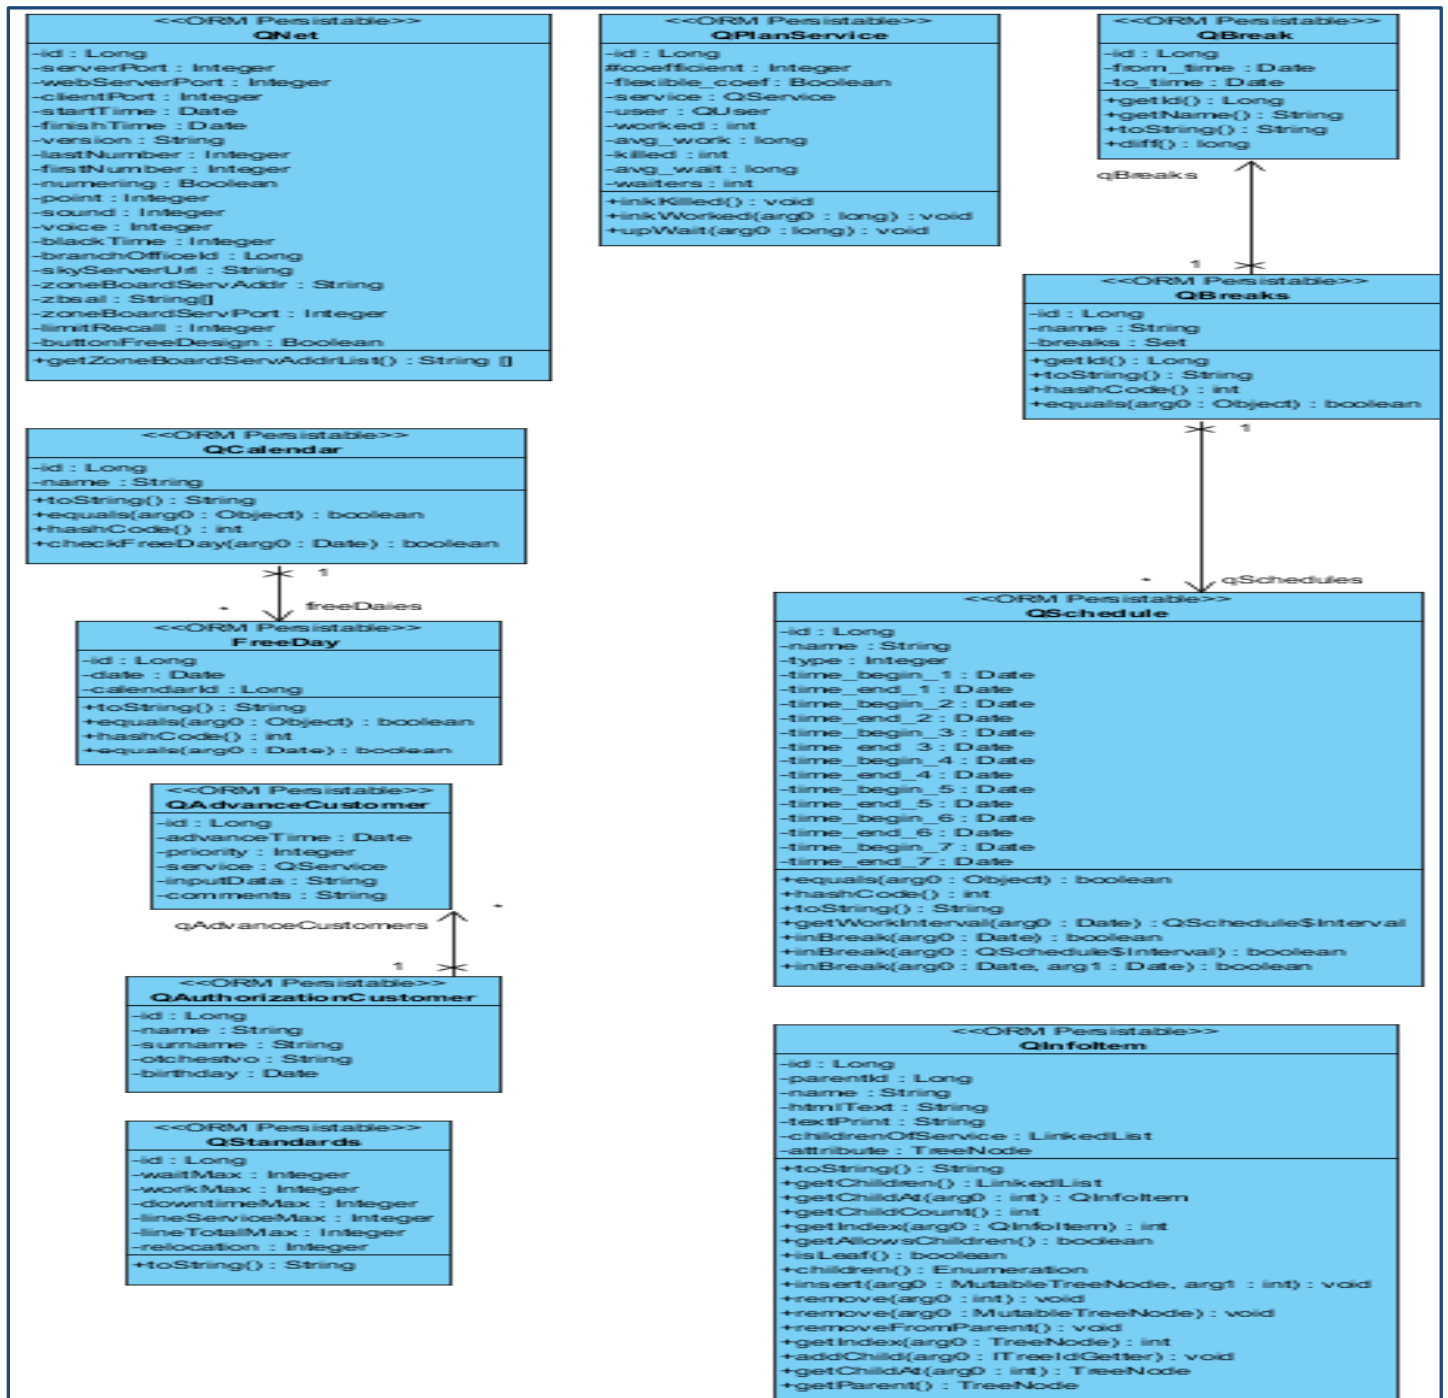 <<ORM Persistable>>
QNet
-id : Long
-serverPort : Integer
-webServerPort : Integer
-clientPort : Integer
-startTime : Date
-finishTime : Date
-version : String
-lastNumber : Integer
-firstNumber : Integer
-numering : Boolean
-point : Integer
-sound : Integer
-voice : Integer
-blackTime : Integer
-branchOfficeId : Long
-skyServerUrl : String
-zoneBoardServAddr : String
-zbsal : String[]
-zoneBoardServPort : Integer
-limitRecall : Integer
-buttonFreeDesign : Boolean
+getZoneBoardServAddrList() : String []
<<ORM Persistable>>
QPlanService
-id : Long
#coefficient : Integer
-flexible_coef : Boolean
-service : QService
-user : QUser
-worked : int
-avg_work : long
-killed : int
-avg_wait : long
-waiters : int
+inkKilled() : void
+inkWorked(arg0 : long) : void
+upWait(arg0 : long) : void
<<ORM Persistable>>
QBreak
-id : Long
-from_time : Date
-to_time : Date
+getId() : Long
+getName() : String
+toString() : String
+diff() : long
qBreaks
1
<<ORM Persistable>>
QBreaks
-id : Long
-name : String
-breaks : Set
+getId() : Long
+toString() : String
+hashCode() : int
+equals(arg0 : Object) : boolean
1
* qSchedules
<<ORM Persistable>>
QCalendar
-id : Long
-name : String
+toString() : String
+equals(arg0 : Object) : boolean
+hashCode() : int
+checkFreeDay(arg0 : Date) : boolean
1
* freeDaies
<<ORM Persistable>>
FreeDay
-id : Long
-date : Date
-calendarId : Long
+toString() : String
+equals(arg0 : Object) : boolean
+hashCode() : int
+equals(arg0 : Date) : boolean
<<ORM Persistable>>
QAdvanceCustomer
-id : Long
-advanceTime : Date
-priority : Integer
-service : QService
-inputData : String
-comments : String
*
qAdvanceCustomers
1
<<ORM Persistable>>
QAuthorizationCustomer
-id : Long
-name : String
-surname : String
-otchestvo : String
-birthday : Date
<<ORM Persistable>>
QStandards
-id : Long
-waitMax : Integer
-workMax : Integer
-downtimeMax : Integer
-lineServiceMax : Integer
-lineTotalMax : Integer
-relocation : Integer
+toString() : String
<<ORM Persistable>>
QSchedule
-id : Long
-name : String
-type : Integer
-time_begin_1 : Date
-time_end_1 : Date
-time_begin_2 : Date
-time_end_2 : Date
-time_begin_3 : Date
-time_end_3 : Date
-time_begin_4 : Date
-time_end_4 : Date
-time_begin_5 : Date
-time_end_5 : Date
-time_begin_6 : Date
-time_end_6 : Date
-time_begin_7 : Date
-time_end_7 : Date
+equals(arg0 : Object) : boolean
+hashCode() : int
+toString() : String
+getWorkInterval(arg0 : Date) : QSchedule$Interval
+inBreak(arg0 : Date) : boolean
+inBreak(arg0 : QSchedule$Interval) : boolean
+inBreak(arg0 : Date, arg1 : Date) : boolean
<<ORM Persistable>>
QInfoItem
-id : Long
-parentId : Long
-name : String
-htmlText : String
-textPrint : String
-childrenOfService : LinkedList
-attribute : TreeNode
+toString() : String
+getChildren() : LinkedList
+getChildAt(arg0 : int) : QInfoItem
+getChildCount() : int
+getIndex(arg0 : QInfoItem) : int
+getAllowsChildren() : boolean
+isLeaf() : boolean
+children() : Enumeration
+insert(arg0 : MutableTreeNode, arg1 : int) : void
+remove(arg0 : int) : void
+remove(arg0 : MutableTreeNode) : void
+removeFromParent() : void
+getIndex(arg0 : TreeNode) : int
+addChild(arg0 : ITreeIdGetter) : void
+getChildAt(arg0 : int) : TreeNode
+getParent() : TreeNode